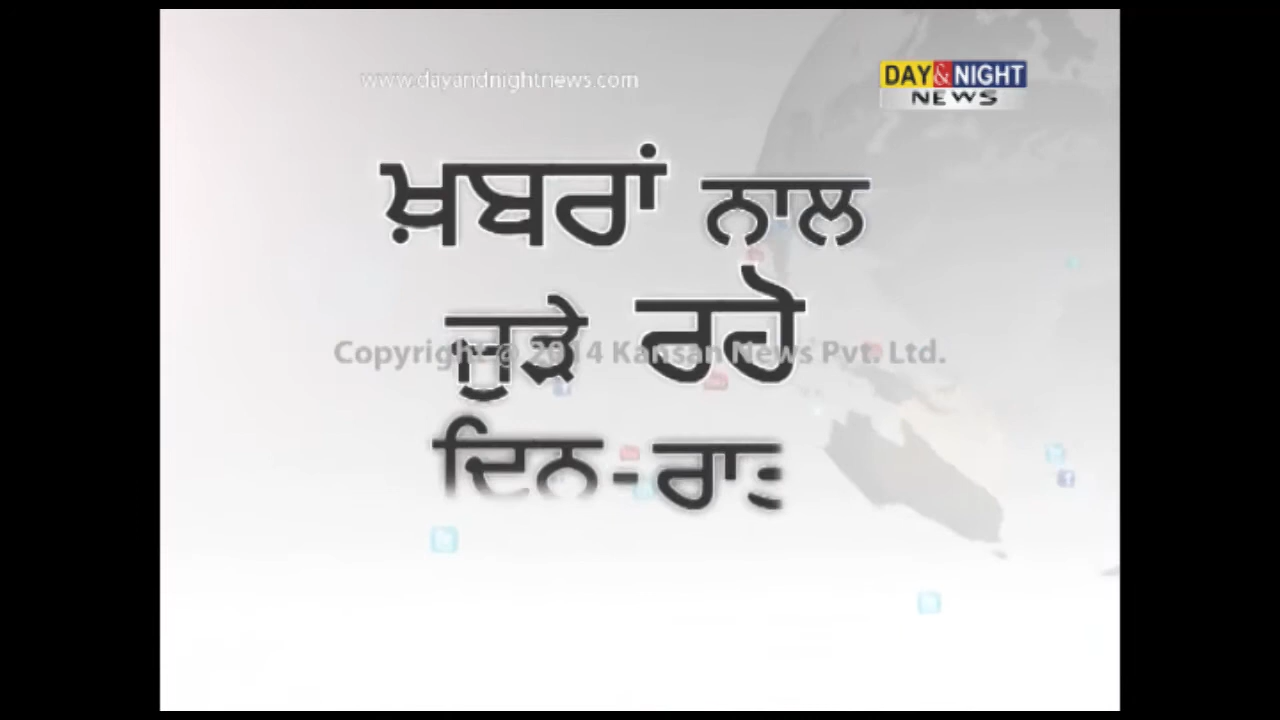 www.dayandnightnews.com
DAY & NIGHT
NEWS
ਖ਼ਬਰਾਂ ਨਾਲ
ਜੁੜੇ ਰਹੋ
Copyright © 2014 Kansan News Pvt. Ltd.
ਦਿਨ-